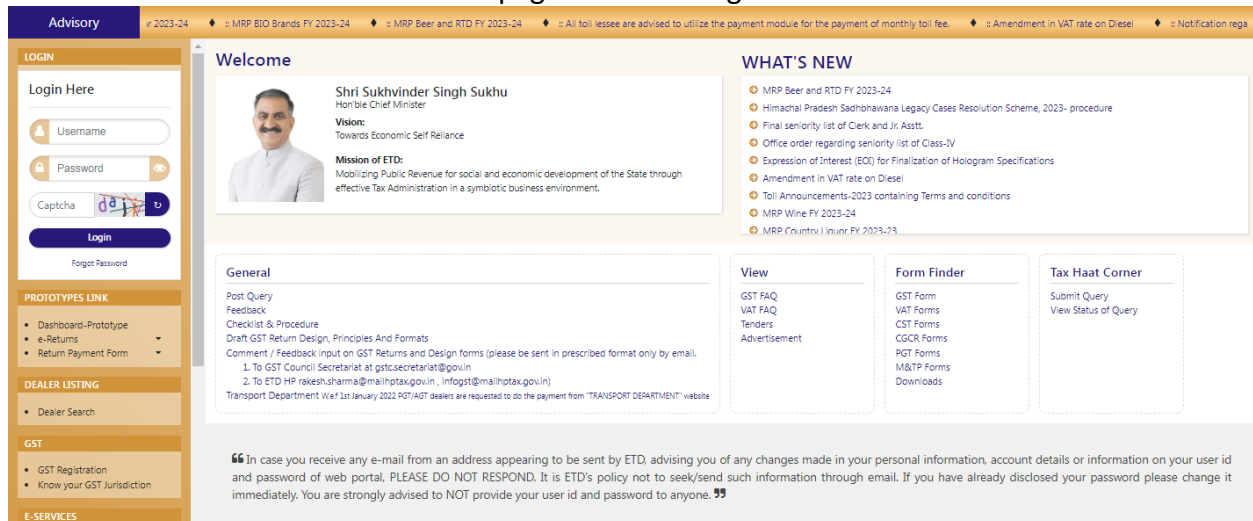 page
Advisory
2023-24 ♦ :: MRP BIO Brands FY 2023-24 ♦ :: MRP Beer and RTD FY 2023-24 ♦ :: All toll lessee are advised to utilize the payment module for the payment of monthly toll fee. ♦ :: Amendment in VAT rate on Diesel ♦ :: Notification rega
LOGIN
Login Here
Username
Password
Captcha
Login
Forgot Password
PROTOTYPES LINK
• Dashboard-Prototype
• e-Returns
• Return Payment Form
DEALER LISTING
• Dealer Search
GST
• GST Registration
• Know your GST Jurisdiction
E-SERVICES
Welcome
Shri Sukhvinder Singh Sukhu
Hon'ble Chief Minister
Vision:
Towards Economic Self Reliance
Mission of ETD:
Mobilizing Public Revenue for social and economic development of the State through
effective Tax Administration in a symbiotic business environment.
WHAT'S NEW
MRP Beer and RTD FY 2023-24
Himachal Pradesh Sadhbhawana Legacy Cases Resolution Scheme, 2023- procedure
Final seniority list of Clerk and Jr. Asstt.
Office order regarding seniority list of Class-IV
Expression of Interest (EOI) for Finalization of Hologram Specifications
Amendment in VAT rate on Diesel
Toll Announcements-2023 containing Terms and conditions
MRP Wine FY 2023-24
MRP Country Liquor FY 2023-23
General
Post Query
Feedback
Checklist & Procedure
Draft GST Return Design, Principles And Formats
Comment / Feedback input on GST Returns and Design forms (please be sent in prescribed format only by email.
1. To GST Council Secretariat at gstc.secretariat@gov.in
2. To ETD HP rakesh.sharma@mailhptax.gov.in , infogst@mailhptax.gov.in)
Transport Department W.e.f 1st January 2022 PGT/AGT dealers are requested to do the payment from "TRANSPORT DEPARTMENT" website
View
GST FAQ
VAT FAQ
Tenders
Advertisement
Form Finder
GST Form
VAT Forms
CST Forms
CGCR Forms
PGT Forms
M&TP Forms
Downloads
Tax Haat Corner
Submit Query
View Status of Query
❝ In case you receive any e-mail from an address appearing to be sent by ETD, advising you of any changes made in your personal information, account details or information on your user id
and password of web portal, PLEASE DO NOT RESPOND. It is ETD's policy not to seek/send such information through email. If you have already disclosed your password please change it
immediately. You are strongly advised to NOT provide your user id and password to anyone. ❞